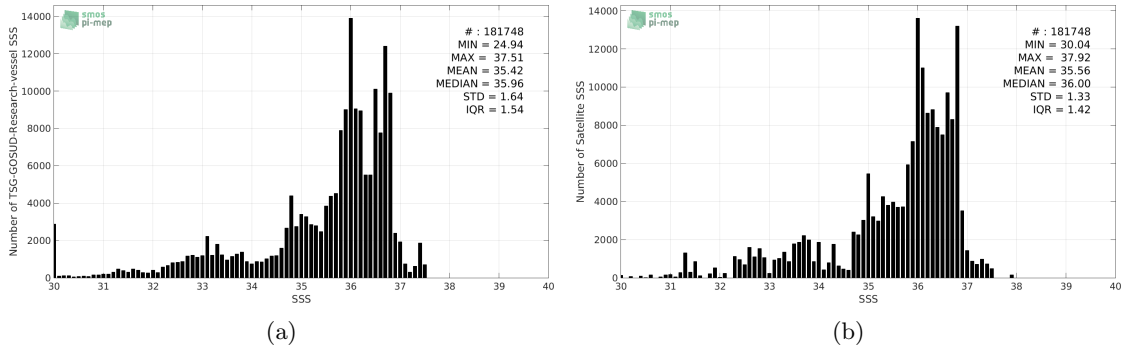 smos
pi-mep
# : 181748
MIN = 24.94
MAX = 37.51
MEAN = 35.42
MEDIAN = 35.96
STD = 1.64
IQR = 1.54
Number of TSG-GOSUD-Research-vessel SSS
14000
12000
10000
8000
6000
4000
2000
0
30 31 32 33 34 35 36 37 38 39 40
SSS
(a)
smos
pi-mep
# : 181748
MIN = 30.04
MAX = 37.92
MEAN = 35.56
MEDIAN = 36.00
STD = 1.33
IQR = 1.42
Number of Satellite SSS
14000
12000
10000
8000
6000
4000
2000
0
30 31 32 33 34 35 36 37 38 39 40
SSS
(b)